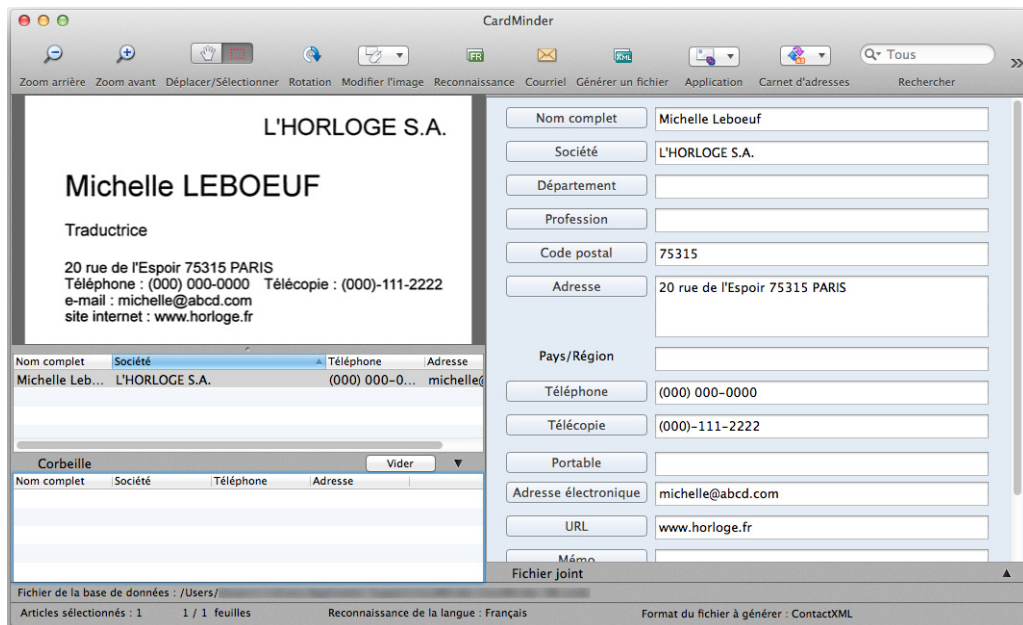 CardMinder
FR
XML
Tous
Zoom arrière Zoom avant Déplacer/Sélectionner Rotation Modifier l'image Reconnaissance Courriel Générer un fichier Application Carnet d'adresses Rechercher
L'HORLOGE S.A.
Michelle LEBOEUF
Traductrice
20 rue de l'Espoir 75315 PARIS
Téléphone : (000) 000-0000 Télécopie : (000)-111-2222
e-mail : michelle@abcd.com
site internet : www.horloge.fr
Nom complet Société Téléphone Adresse
Michelle Leb... L'HORLOGE S.A. (000) 000-0... michelle@
Corbeille Vider
Nom complet Société Téléphone Adresse
Nom complet Michelle Leboeuf
Société L'HORLOGE S.A.
Département
Profession
Code postal 75315
Adresse 20 rue de l'Espoir 75315 PARIS
Pays/Région
Téléphone (000) 000-0000
Télécopie (000)-111-2222
Portable
Adresse électronique michelle@abcd.com
URL www.horloge.fr
Mémo
Fichier joint
Fichier de la base de données : /Users/
Articles sélectionnés : 1 1 / 1 feuilles Reconnaissance de la langue : Français Format du fichier à générer : ContactXML